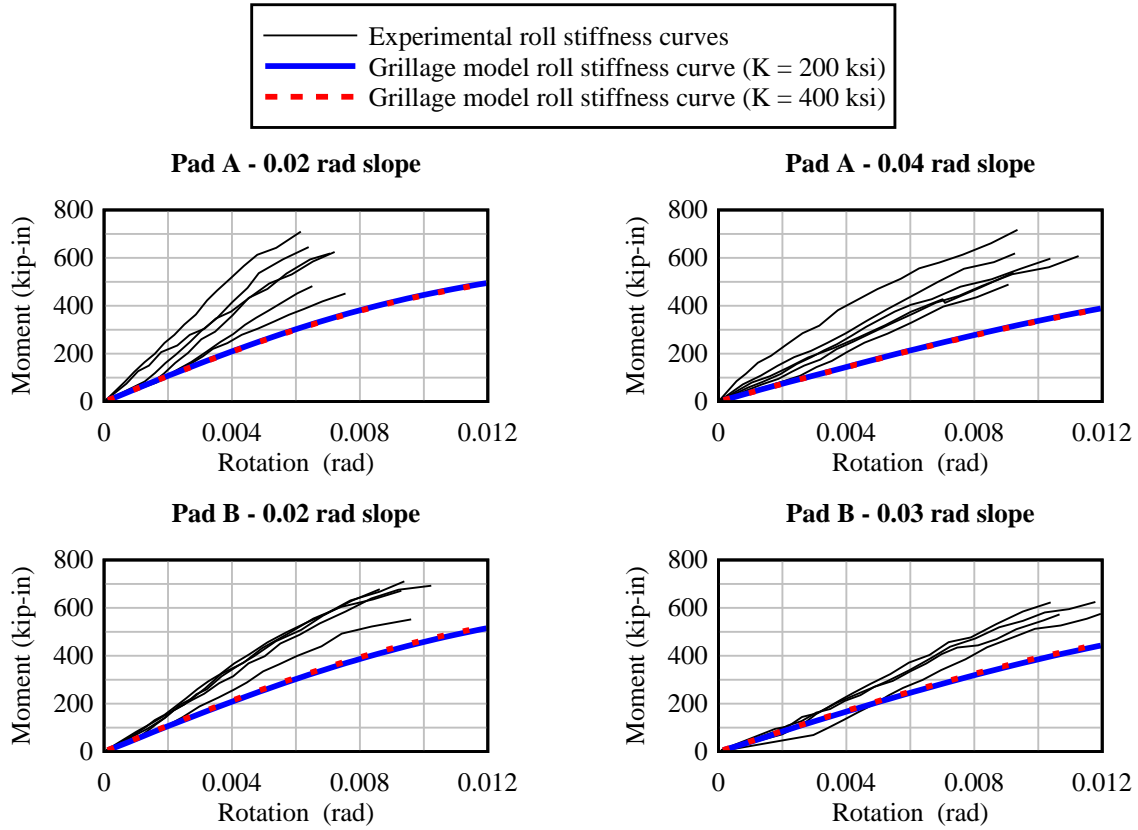 Experimental roll stiffness curves
Grillage model roll stiffness curve (K = 200 ksi)
Grillage model roll stiffness curve (K = 400 ksi)
Pad A - 0.02 rad slope
Moment (kip-in)
800
600
400
200
0
0 0.004 0.008 0.012
Rotation (rad)
Pad A - 0.04 rad slope
Moment (kip-in)
800
600
400
200
0
0 0.004 0.008 0.012
Rotation (rad)
Pad B - 0.02 rad slope
Moment (kip-in)
800
600
400
200
0
0 0.004 0.008 0.012
Rotation (rad)
Pad B - 0.03 rad slope
Moment (kip-in)
800
600
400
200
0
0 0.004 0.008 0.012
Rotation (rad)